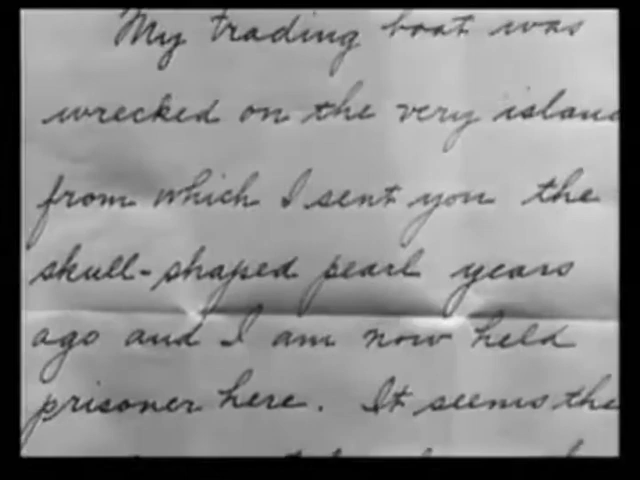 My trading boat was
wrecked on the very island
from which I sent you the
skull-shaped pearl years
ago and I am now held
prisoner here. It seems the